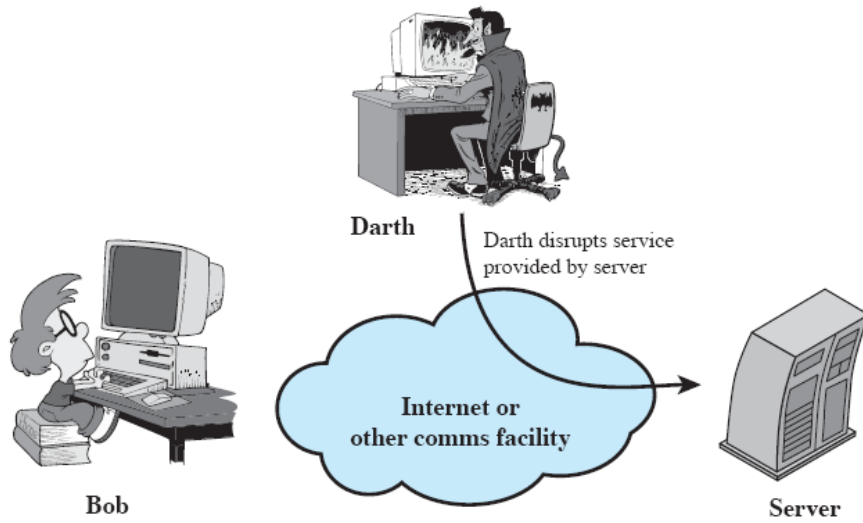 Darth
Darth disrupts service
provided by server
Internet or
other comms facility
Bob
Server